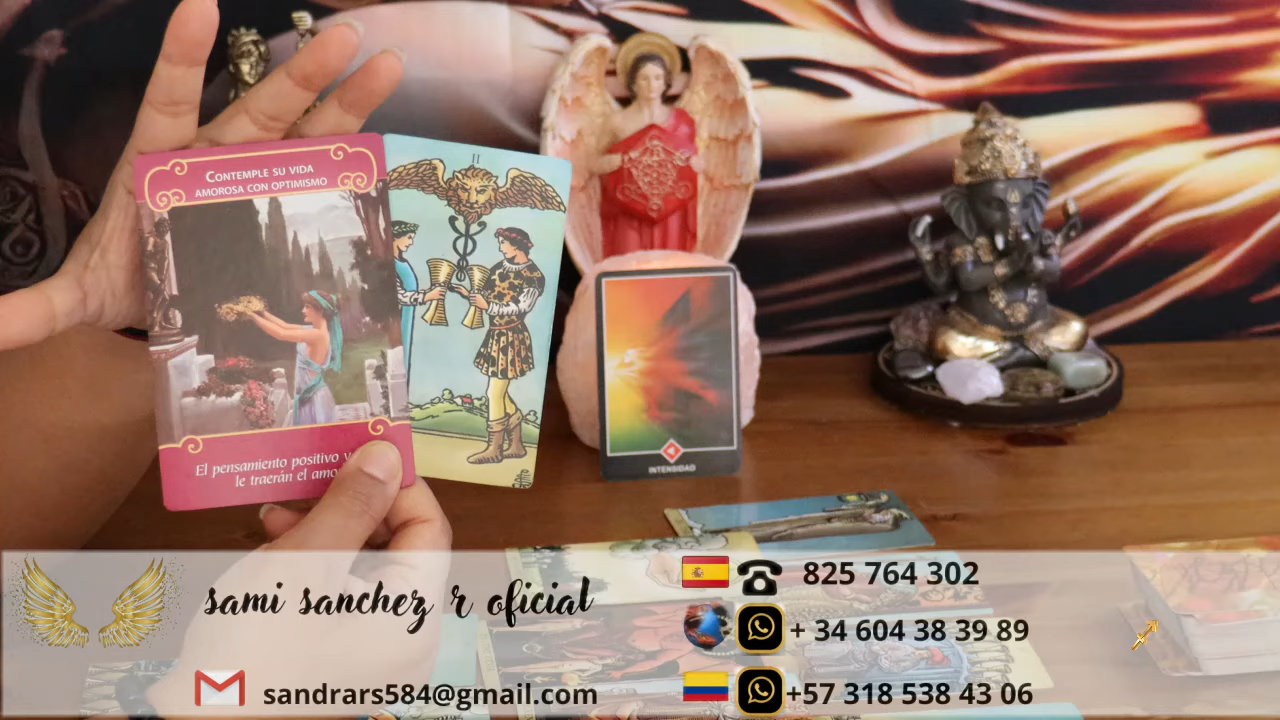 CONTEMPLE SU VIDA
AMOROSA CON OPTIMISMO
El pensamiento positivo
le traerán el
II
INTENSIDAD
sami sanchez r oficial
sandrars584@gmail.com
825 764 302
+ 34 604 38 39 89
+57 318 538 43 06